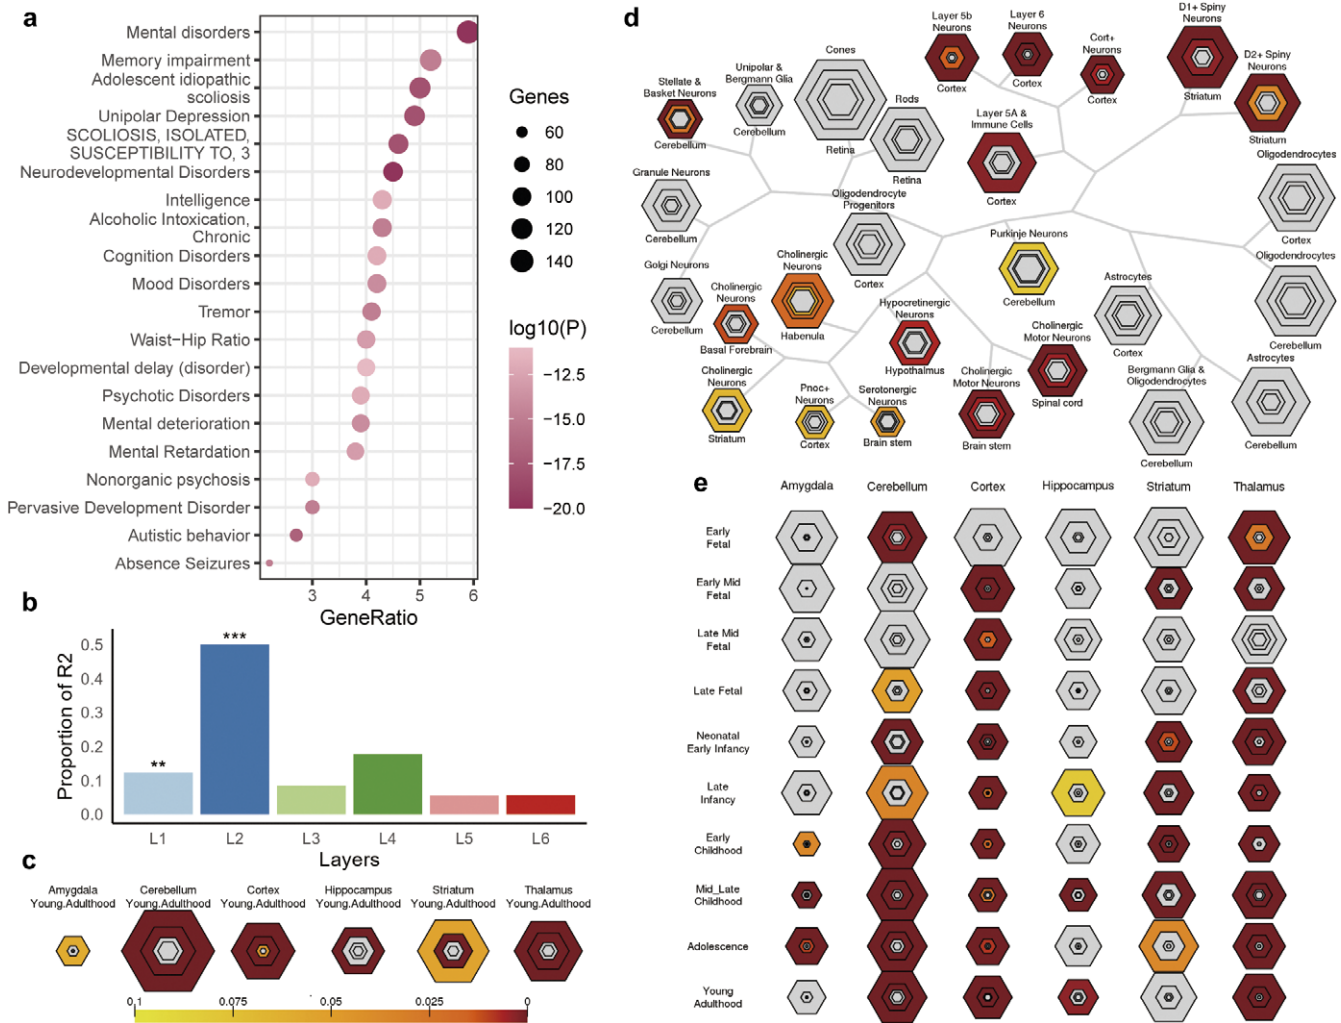 a
Mental disorders
Memory impairment
Adolescent idiopathic
scoliosis
Unipolar Depression
SCOLIOSIS, ISOLATED,
SUSCEPTIBILITY TO, 3
Neurodevelopmental Disorders
Intelligence
Alcoholic Intoxication,
Chronic
Cognition Disorders
Mood Disorders
Tremor
Waist−Hip Ratio
Developmental delay (disorder)
Psychotic Disorders
Mental deterioration
Mental Retardation
Nonorganic psychosis
Pervasive Development Disorder
Autistic behavior
Absence Seizures
3 4 5 6
GeneRatio
Genes
60
80
100
120
140
log10(P)
−12.5
−15.0
−17.5
−20.0
b
Proportion of R2
0.5
0.4
0.3
0.2
0.1
0.0
**
***
L1 L2 L3 L4 L5 L6
Layers
c
Amygdala Cerebellum Cortex Hippocampus Striatum Thalamus
Young.Adulthood Young.Adulthood Young.Adulthood Young.Adulthood Young.Adulthood Young.Adulthood
0.1 0.075 0.05 0.025 0
d
Layer 5b
Neurons
Cortex
Layer 6
Neurons
Cortex
Cort+
Neurons
Cortex
D1+ Spiny
Neurons
Striatum
D2+ Spiny
Neurons
Striatum
Stellate &
Basket Neurons
Cerebellum
Unipolar &
Bergmann Glia
Cerebellum
Cones
Retina
Rods
Retina
Layer 5A &
Immune Cells
Cortex
Oligodendrocytes
Cortex
Granule Neurons
Cerebellum
Oligodendrocyte
Progenitors
Cortex
Purkinje Neurons
Cerebellum
Oligodendrocytes
Cerebellum
Golgi Neurons
Cerebellum
Cholinergic
Neurons
Basal Forebrain
Cholinergic
Neurons
Habenula
Hypocretinergic
Neurons
Hypothalmus
Astrocytes
Cortex
Cholinergic
Motor Neurons
Spinal cord
Cholinergic
Neurons
Striatum
Pnoc+
Neurons
Cortex
Serotonergic
Neurons
Brain stem
Cholinergic
Motor Neurons
Brain stem
Bergmann Glia &
Oligodendrocytes
Cerebellum
Astrocytes
Cerebellum
e
Amygdala Cerebellum Cortex Hippocampus Striatum Thalamus
Early
Fetal
Early Mid
Fetal
Late Mid
Fetal
Late Fetal
Neonatal
Early Infancy
Late
Infancy
Early
Childhood
Mid_Late
Childhood
Adolescence
Young
Adulthood